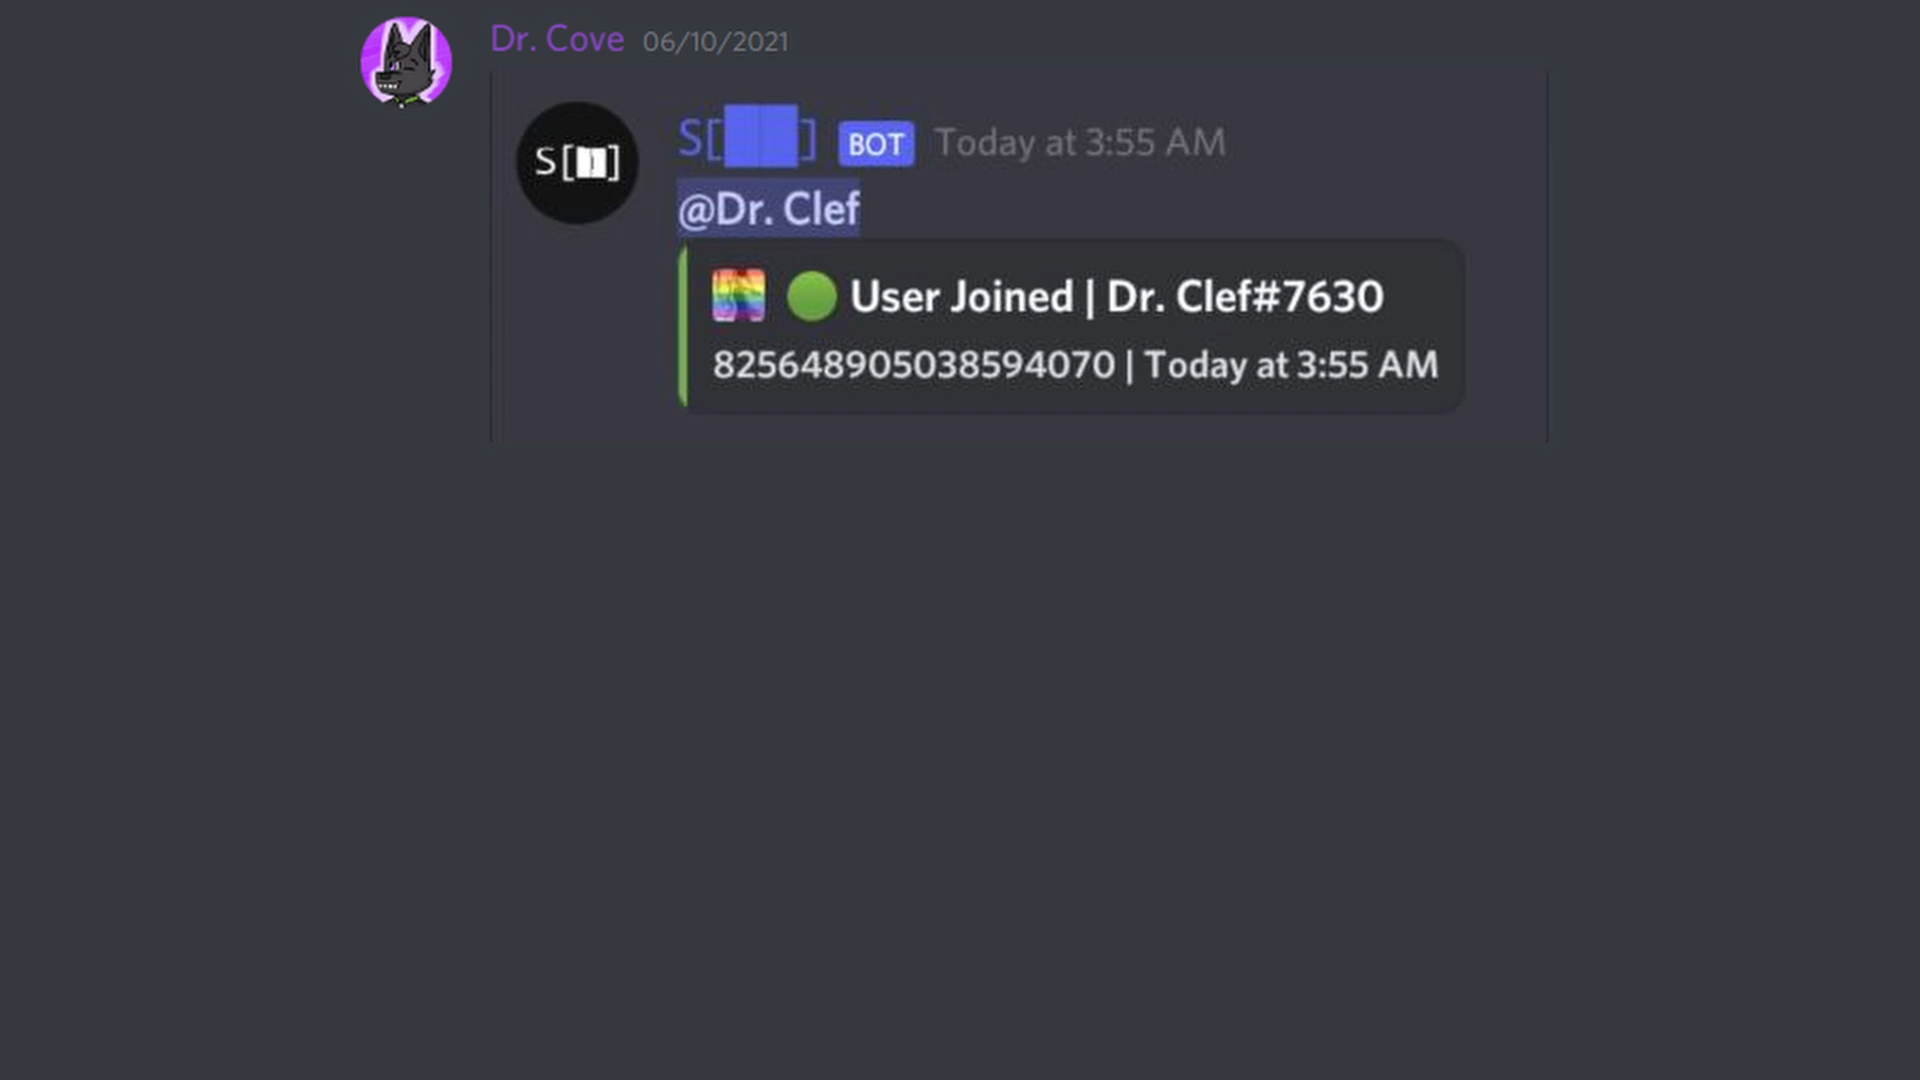 Dr. Cove 06/10/2021
S[██] BOT Today at 3:55 AM
S[██]
@Dr. Clef
User Joined | Dr. Clef#7630
825648905038594070 | Today at 3:55 AM